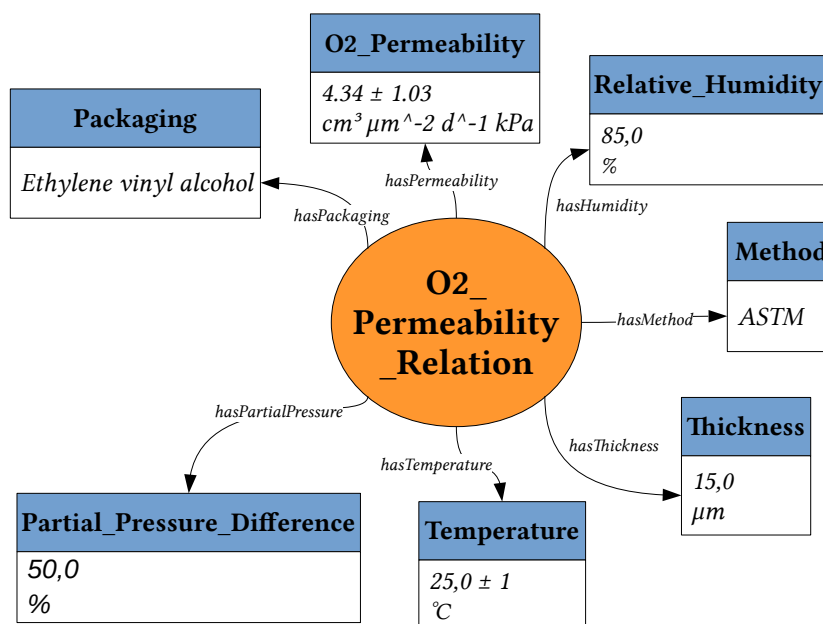 O2_Permeability
4.34 ± 1.03
cm³ µm^-2 d^-1 kPa
Relative_Humidity
85,0
%
Packaging
Ethylene vinyl alcohol
hasPermeability
hasPackaging
hasHumidity
Method
ASTM
hasMethod
O2_
Permeability
_Relation
hasPartialPressure
hasTemperature
hasThickness
Thickness
15,0
µm
Partial_Pressure_Difference
50,0
%
Temperature
25,0 ± 1
°C